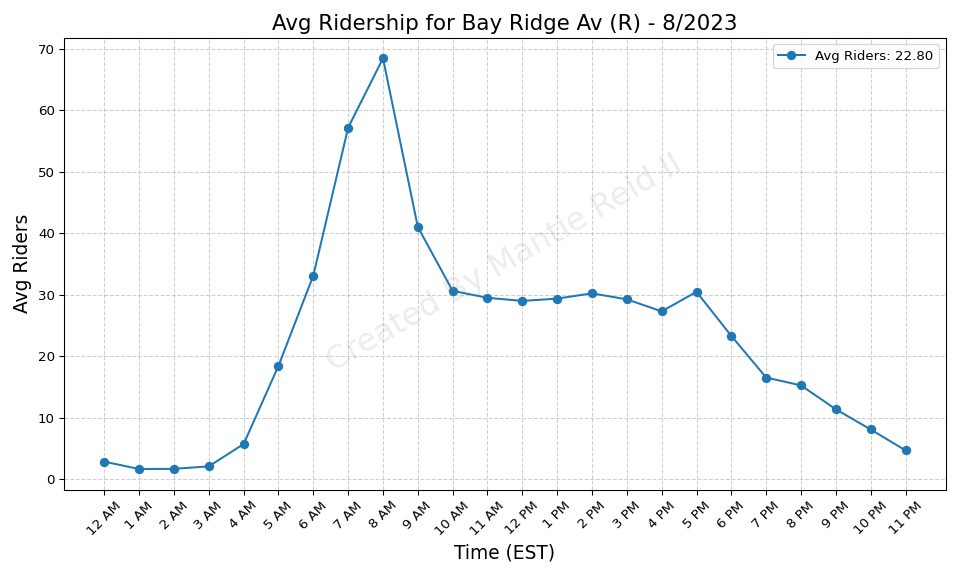 Avg Ridership for Bay Ridge Av (R) - 8/2023
Avg Riders: 22.80
70
60
50
40
30
20
10
0
Avg Riders
Created By Mantie Reid II
12 AM
1 AM
2 AM
3 AM
4 AM
5 AM
6 AM
7 AM
8 AM
9 AM
10 AM
11 AM
12 PM
1 PM
2 PM
3 PM
4 PM
5 PM
6 PM
7 PM
8 PM
9 PM
10 PM
11 PM
Time (EST)